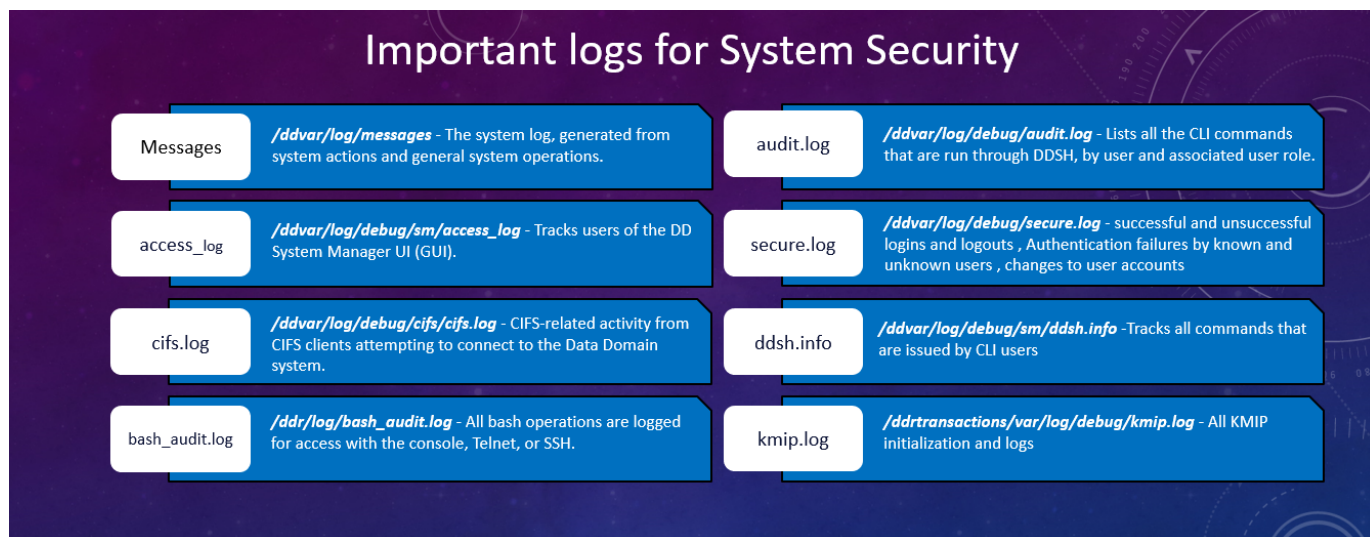 Important logs for System Security
Messages
/ddvar/log/messages - The system log, generated from
system actions and general system operations.
audit.log
/ddvar/log/debug/audit.log - Lists all the CLI commands
that are run through DDSH, by user and associated user role.
access_log
/ddvar/log/debug/sm/access_log - Tracks users of the DD
System Manager UI (GUI).
secure.log
/ddvar/log/debug/secure.log - successful and unsuccessful
logins and logouts , Authentication failures by known and
unknown users , changes to user accounts
cifs.log
/ddvar/log/debug/cifs/cifs.log - CIFS-related activity from
CIFS clients attempting to connect to the Data Domain
system.
ddsh.info
/ddvar/log/debug/sm/ddsh.info -Tracks all commands that
are issued by CLI users
bash_audit.log
/ddr/log/bash_audit.log - All bash operations are logged
for access with the console, Telnet, or SSH.
kmip.log
/ddrtransactions/var/log/debug/kmip.log - All KMIP
initialization and logs
190 200